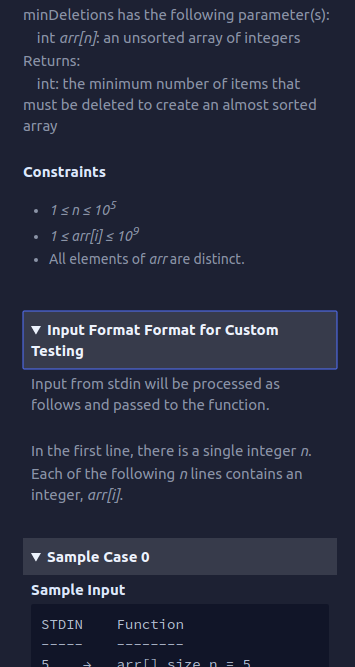 minDeletions has the following parameter(s):
int arr[n]: an unsorted array of integers
Returns:
int: the minimum number of items that
must be deleted to create an almost sorted
array
Constraints
• 1 ≤ n ≤ 10⁵
• 1 ≤ arr[i] ≤ 10⁹
• All elements of arr are distinct.
▼ Input Format Format for Custom
Testing
Input from stdin will be processed as
follows and passed to the function.
In the first line, there is a single integer n.
Each of the following n lines contains an
integer, arr[i].
▼ Sample Case 0
Sample Input
STDIN    Function
-----    --------
5    →   arr[] size n = 5